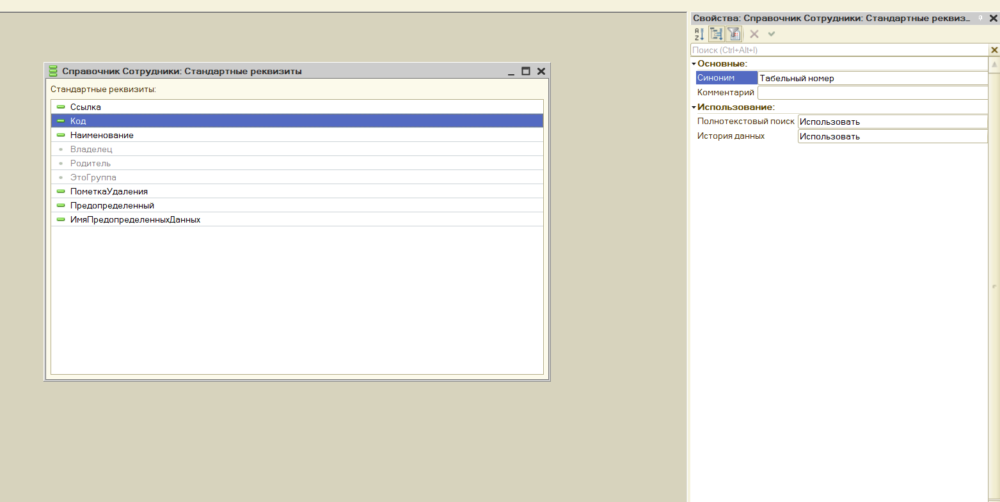 Справочник Сотрудники: Стандартные реквизиты
Стандартные реквизиты:
Ссылка
Код
Наименование
Владелец
Родитель
ЭтоГруппа
ПометкаУдаления
Предопределенный
ИмяПредопределенныхДанных
Свойства: Справочник Сотрудники: Стандартные реквиз...
Поиск (Ctrl+Alt+I)
Основные:
Синоним Табельный номер
Комментарий
Использование:
Полнотекстовый поиск Использовать
История данных Использовать